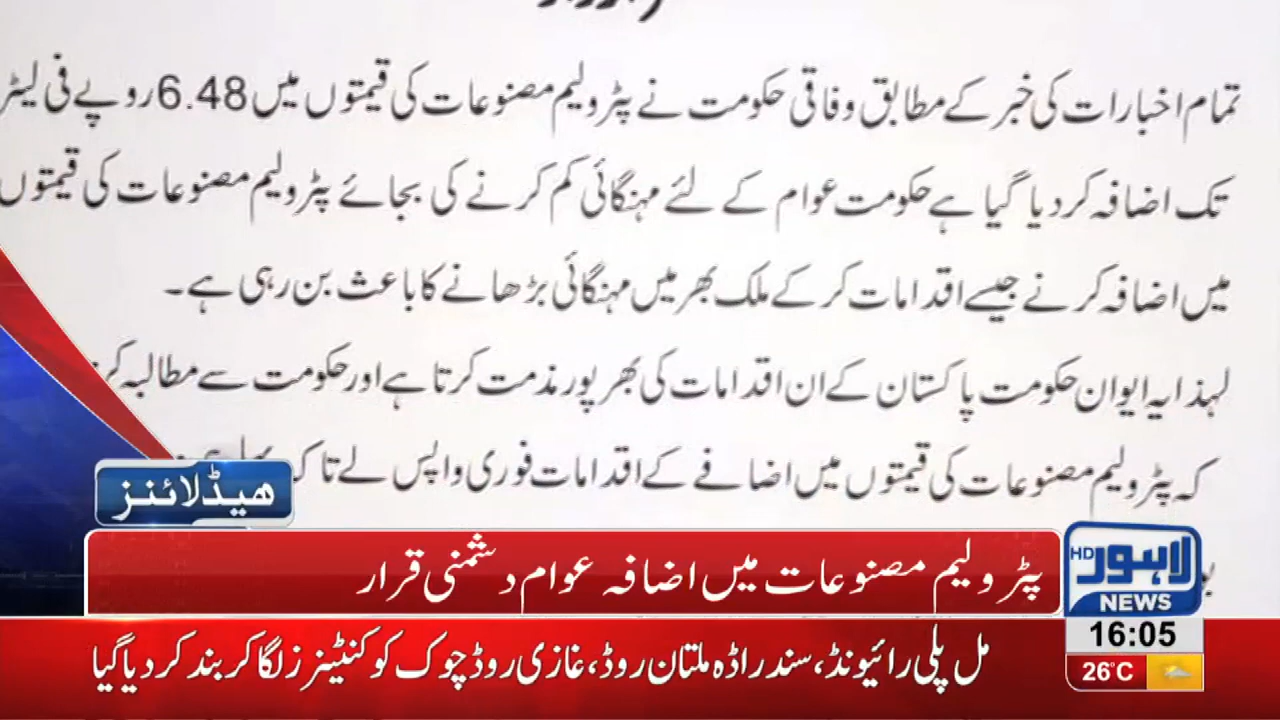 تمام اخبارات کی خبر کے مطابق وفاقی حکومت نے پٹرولیم مصنوعات کی قیمتوں میں 6.48 روپے فی لیٹر
تک اضافہ کر دیا گیا ہے حکومت عوام کے لئے مہنگائی کم کرنے کی بجائے پٹرولیم مصنوعات کی قیمتوں
میں اضافہ کرنے جیسے اقدامات کر کے ملک بھر میں مہنگائی بڑھانے کا باعث بن رہی ہے۔
لہذا یہ ایوان حکومت پاکستان کے ان اقدامات کی بھر پور مذمت کرتا ہے اور حکومت سے مطالبہ
کہ پٹرولیم مصنوعات کی قیمتوں میں اضافے کے اقدامات فوری واپس لے تاکہ
ھیڈلائنز
پٹرولیم مصنوعات میں اضافہ عوام دشمنی قرار
لاہور HD
NEWS
16:05
مل پلی رائیونڈ، سندر اڈہ ملتان روڈ، غازی روڈ چوک کو کنٹینرز لگا کر بند کر دیا گیا
26°C